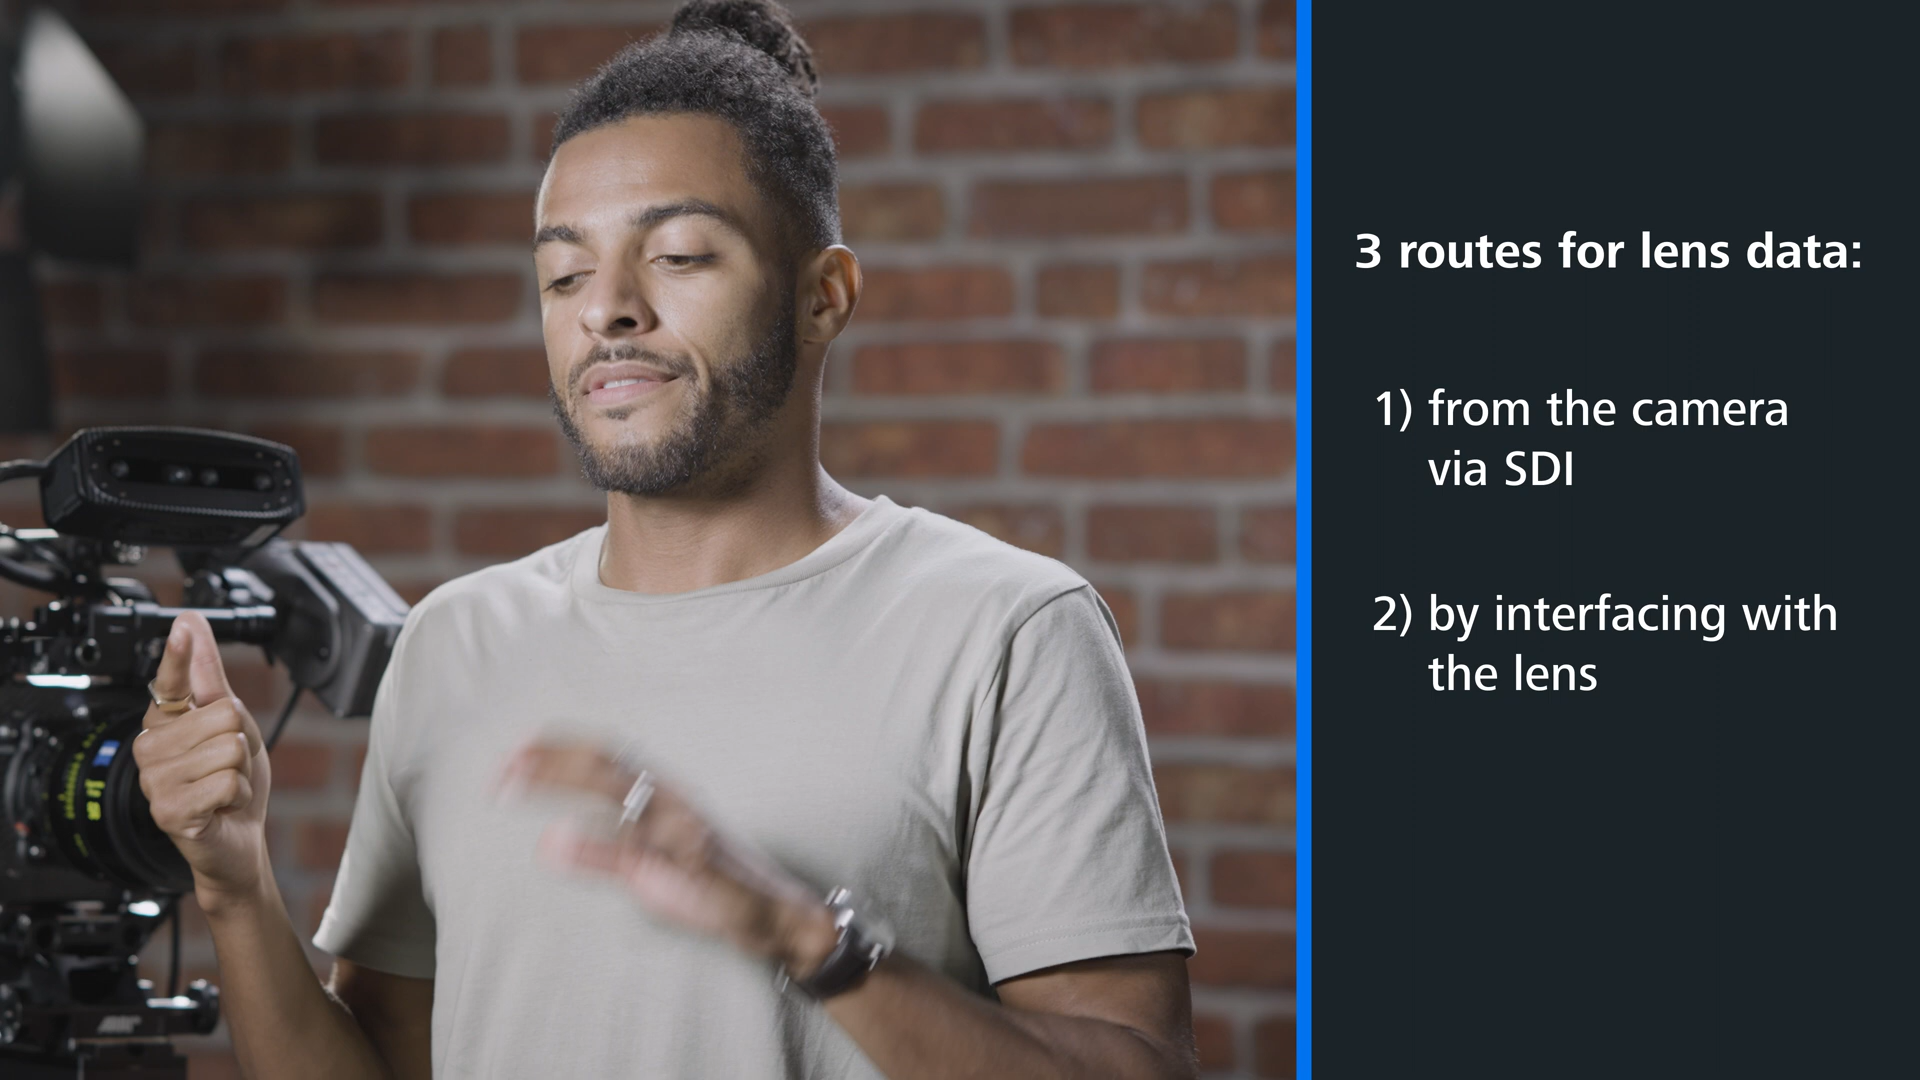 3 routes for lens data:
1) from the camera
via SDI
2) by interfacing with
the lens